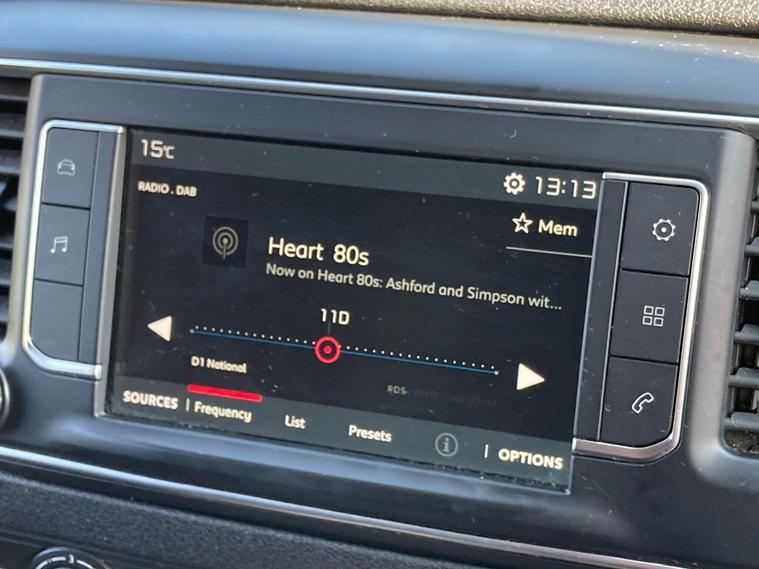 15°C
13:13
RADIO . DAB
Mem
Heart 80s
Now on Heart 80s: Ashford and Simpson wit...
11D
D1 National
RDS
SOURCES | Frequency List Presets i | OPTIONS